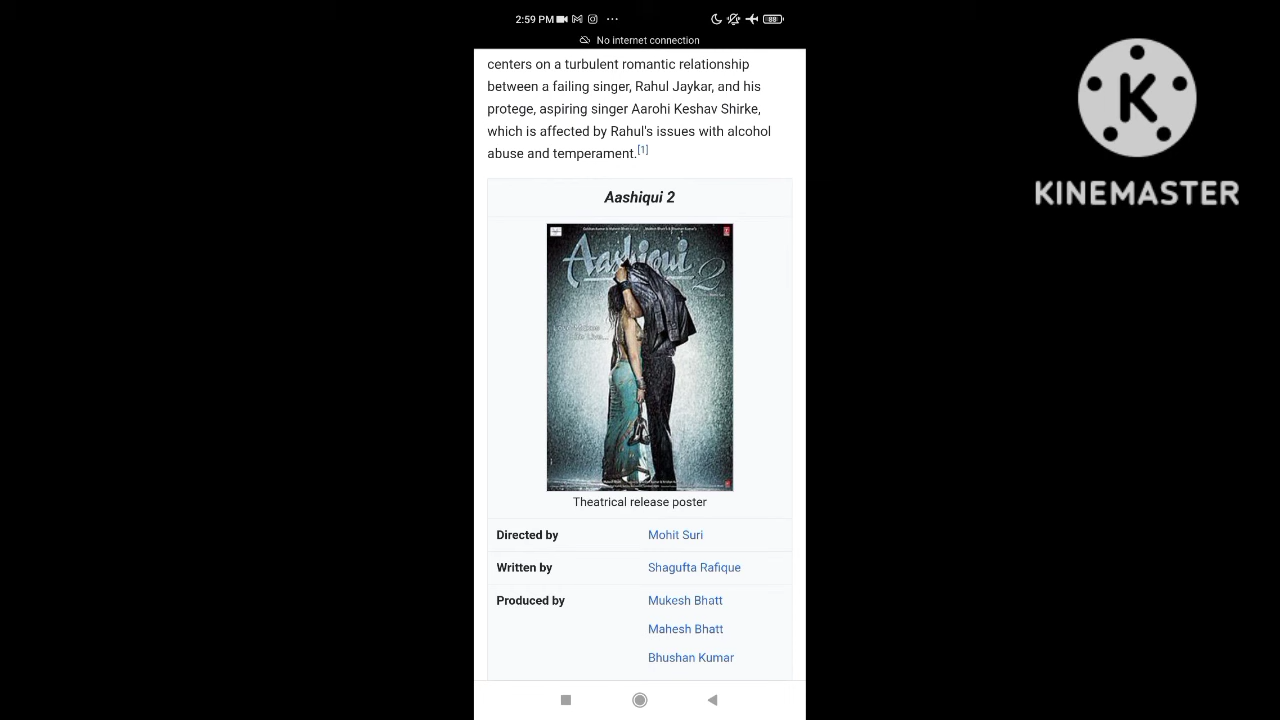 2:59 PM
88
No internet connection
K
KINEMASTER
centers on a turbulent romantic relationship
between a failing singer, Rahul Jaykar, and his
protege, aspiring singer Aarohi Keshav Shirke,
which is affected by Rahul's issues with alcohol
abuse and temperament.[1]
Aashiqui 2
Aashiqui 2
Theatrical release poster
Directed by Mohit Suri
Written by Shagufta Rafique
Produced by Mukesh Bhatt
Mahesh Bhatt
Bhushan Kumar